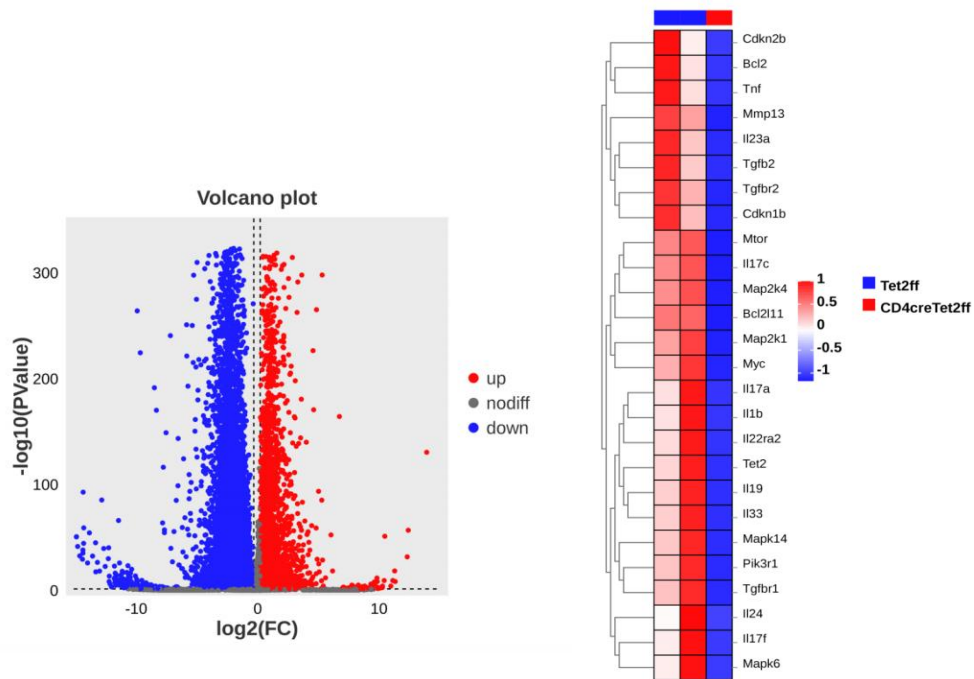 Volcano plot
-log10(PValue)
300
200
100
0
-10
0
10
log2(FC)
up
nodiff
down
Cdkn2b
Bcl2
Tnf
Mmp13
Il23a
Tgfb2
Tgfbr2
Cdkn1b
Mtor
Il17c
Map2k4
Bcl2l11
Map2k1
Myc
Il17a
Il1b
Il22ra2
Tet2
Il19
Il33
Mapk14
Pik3r1
Tgfbr1
Il24
Il17f
Mapk6
1
0.5
0
-0.5
-1
Tet2ff
CD4creTet2ff